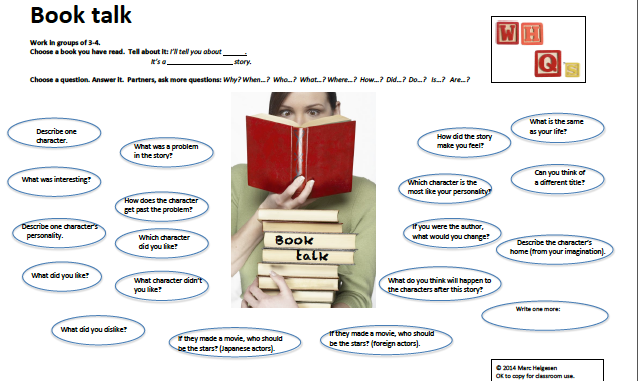 Book talk
Work in groups of 3-4.
Choose a book you have read. Tell about it: I'll tell you about ______.
It's a ____________________ story.
Choose a question. Answer it. Partners, ask more questions: Why? When...? Who...? What...? Where...? How...? Did...? Do...? Is...? Are...?
W H
Q s
Describe one
character.
What was interesting?
Describe one character's
personality.
What did you like?
What did you dislike?
What was a problem
in the story?
How does the character
get past the problem?
Which character
did you like?
What character didn't
you like?
If they made a movie, who should
be the stars? (Japanese actors).
Book
talk
If they made a movie, who should
be the stars? (foreign actors).
How did the story
make you feel?
Which character is the
most like your personality?
If you were the author,
what would you change?
What do you think will happen to
the characters after this story?
What is the same
as your life?
Can you think of
a different title?
Describe the character's
home (from your imagination).
Write one more:
© 2014 Marc Helgesen
OK to copy for classroom use.